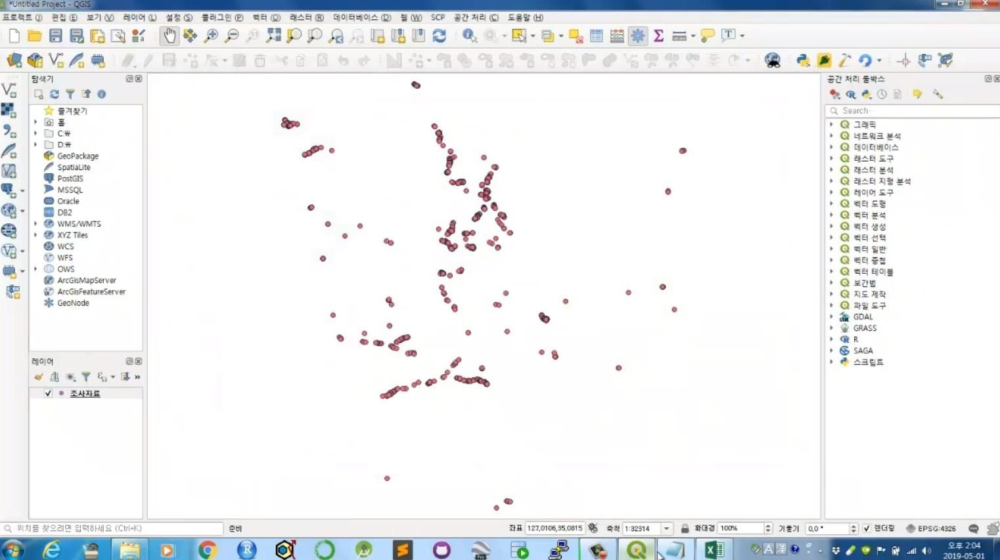 *Untitled Project - QGIS
프로젝트 (J) 편집 (E) 보기 (V) 레이어 (L) 설정 (S) 플러그인 (P) 벡터 (O) 래스터 (R) 데이터베이스 (D) 웹 (W) SCP 공간 처리 (C) 도움말 (H)
탐색기
즐겨찾기
홈
C:₩
D:₩
GeoPackage
SpatiaLite
PostGIS
MSSQL
Oracle
DB2
WMS/WMTS
XYZ Tiles
WCS
WFS
OWS
ArcGisMapServer
ArcGisFeatureServer
GeoNode
레이어
조사자료
공간 처리 툴박스
Search…
그래픽
네트워크 분석
데이터베이스
래스터 도구
래스터 분석
래스터 지형 분석
레이어 도구
벡터 도형
벡터 분석
벡터 생성
벡터 선택
벡터 일반
벡터 중첩
벡터 테이블
보간법
지도 제작
파일 도구
GDAL
GRASS
R
SAGA
스크립트
위치를 찾으려면 입력하세요 (Ctrl+K) 준비 좌표 127,0106,35,0815 축척 1:32314 확대경 100% 기울기 0,0 ° 렌더링 EPSG:4326
A 漢
오후 2:04
2019-05-01